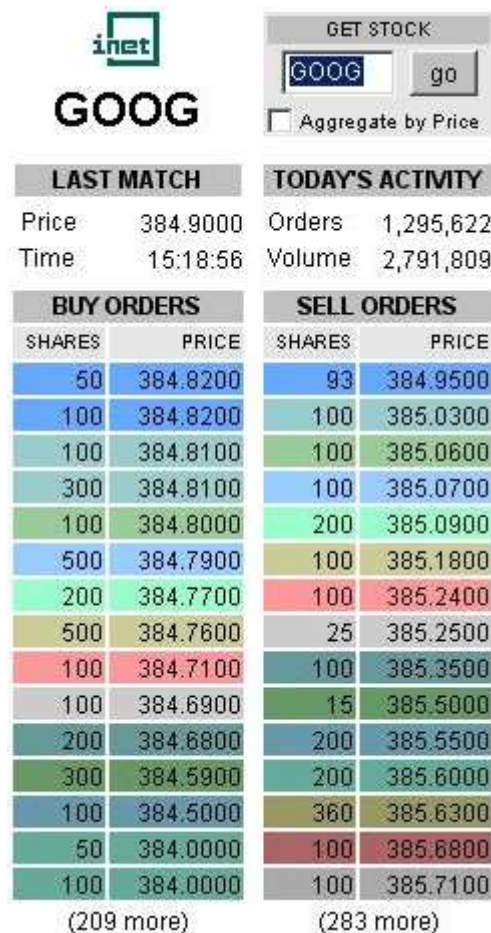 inet
GET STOCK
GOOG
go
GOOG
Aggregate by Price
LAST MATCH
Price 384.9000
Time 15:18:56
TODAY'S ACTIVITY
Orders 1,295,622
Volume 2,791,809
BUY ORDERS
SHARES PRICE
50 384.8200
100 384.8200
100 384.8100
300 384.8100
100 384.8000
500 384.7900
200 384.7700
500 384.7600
100 384.7100
100 384.6900
200 384.6800
300 384.5900
100 384.5000
50 384.0000
100 384.0000
(209 more)
SELL ORDERS
SHARES PRICE
93 384.9500
100 385.0300
100 385.0600
100 385.0700
200 385.0900
100 385.1800
100 385.2400
25 385.2500
100 385.3500
15 385.5000
200 385.5500
200 385.6000
360 385.6300
100 385.6800
100 385.7100
(283 more)